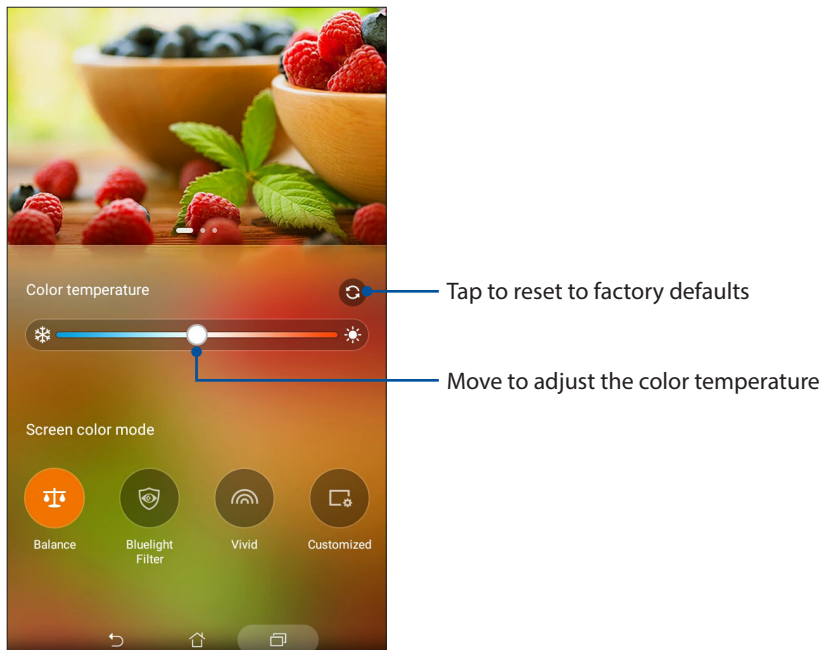 Color temperature
Tap to reset to factory defaults
Move to adjust the color temperature
Screen color mode
Balance
Bluelight
Filter
Vivid
Customized